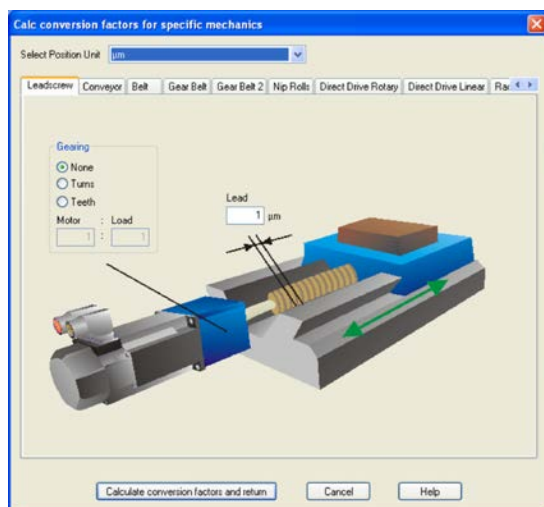 Calc conversion factors for specific mechanics
Select Position Unit µm
Leadscrew Conveyor Belt Gear Belt Gear Belt 2 Nip Rolls Direct Drive Rotary Direct Drive Linear Rac
Gearing
None
Turns
Teeth
Motor : Load
1 : 1
Lead
1 µm
Calculate conversion factors and return Cancel Help